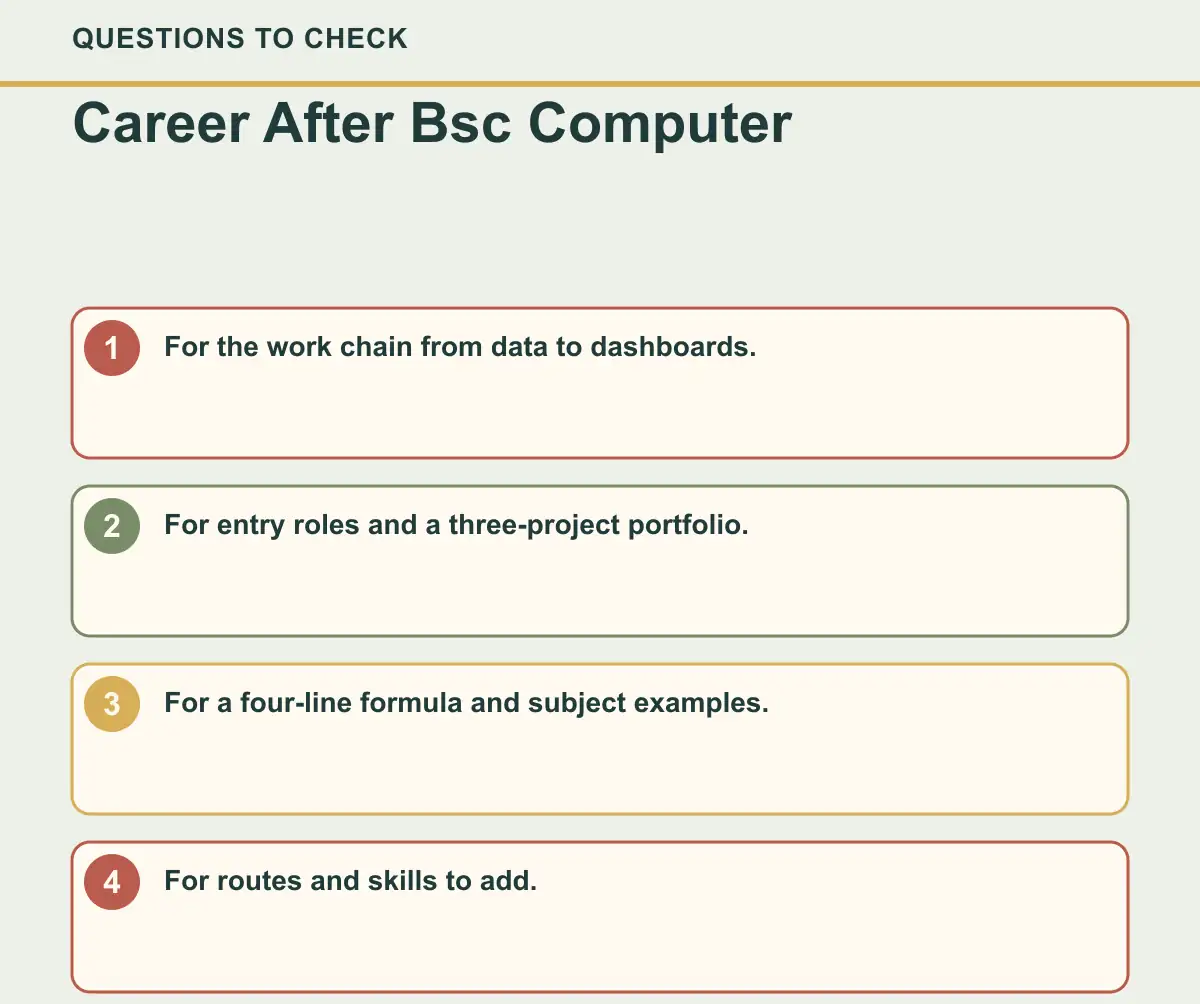 QUESTIONS TO CHECK
Career After Bsc Computer
1
For the work chain from data to dashboards.
2
For entry roles and a three-project portfolio.
3
For a four-line formula and subject examples.
4
For routes and skills to add.